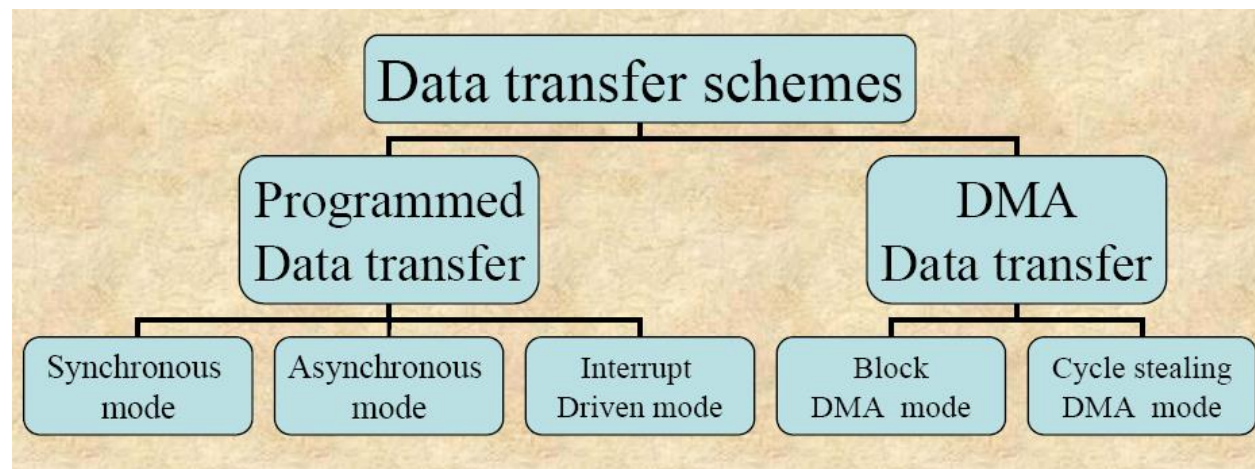 Data transfer schemes
Programmed
Data transfer
DMA
Data transfer
Synchronous
mode
Asynchronous
mode
Interrupt
Driven mode
Block
DMA mode
Cycle stealing
DMA mode